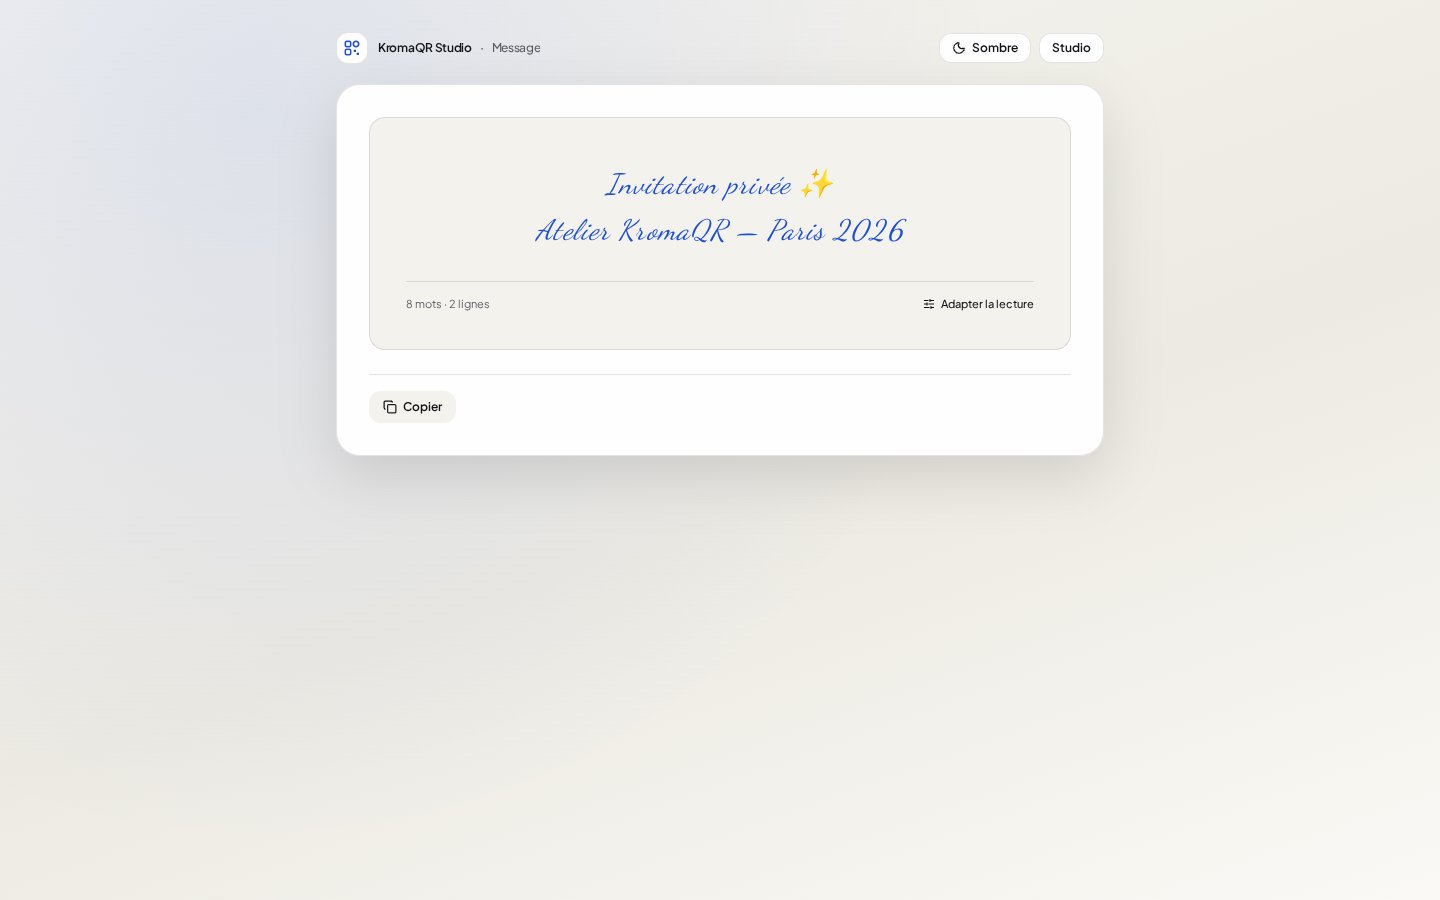 KromaQR Studio · Message
Sombre
Studio
Invitation privée ✨
Atelier KromaQR — Paris 2026
8 mots · 2 lignes
Adapter la lecture
Copier